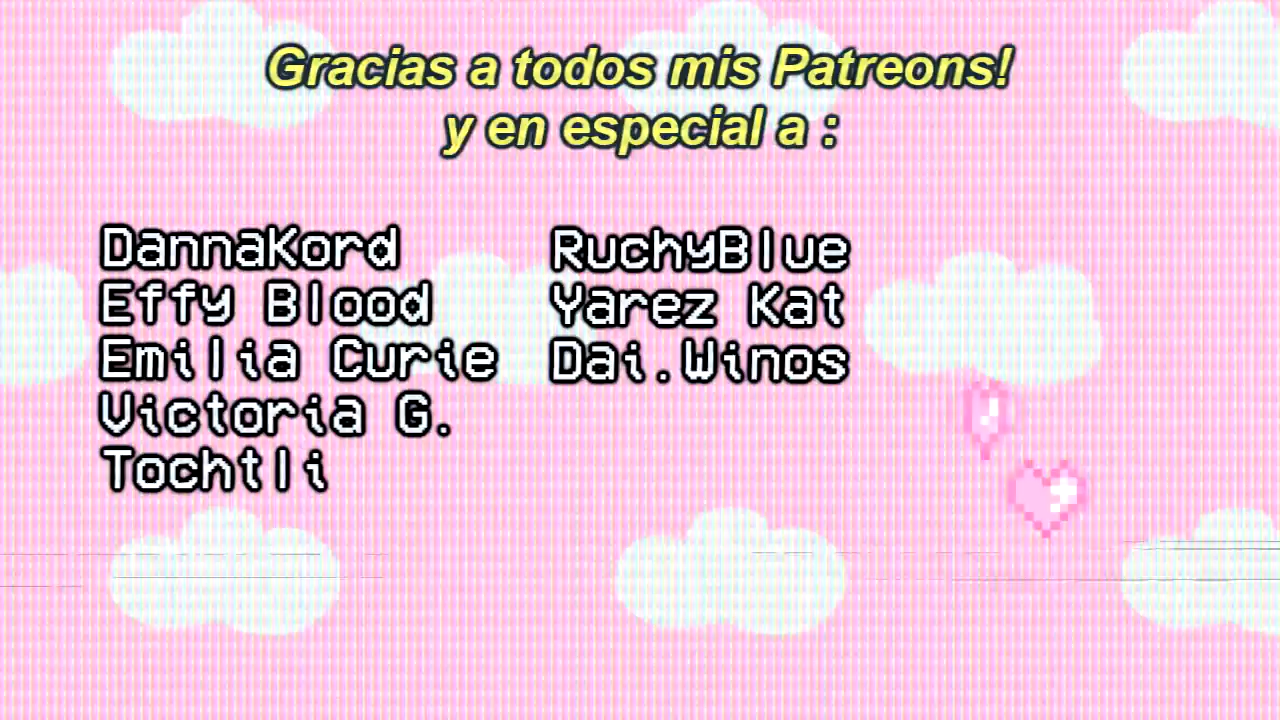 Gracias a todos mis Patreons!
y en especial a :
DannaKord
Effy Blood
Emilia Curie
Victoria G.
Tochtli
RuchyBlue
Yarez Kat
Dai.Winos